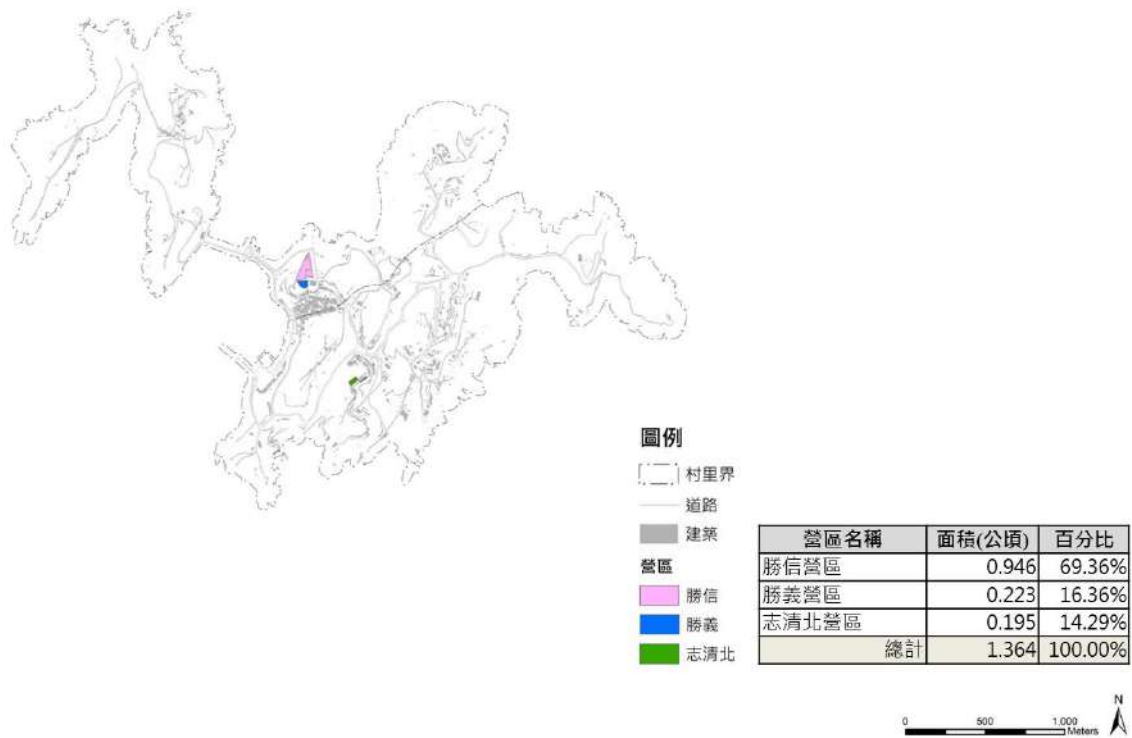 圖例
村里界
道路
建築
營區
勝信
勝義
志清北
營區名稱 面積(公頃) 百分比
勝信營區 0.946 69.36%
勝義營區 0.223 16.36%
志清北營區 0.195 14.29%
總計 1.364 100.00%
N
0 500 1,000
Meters